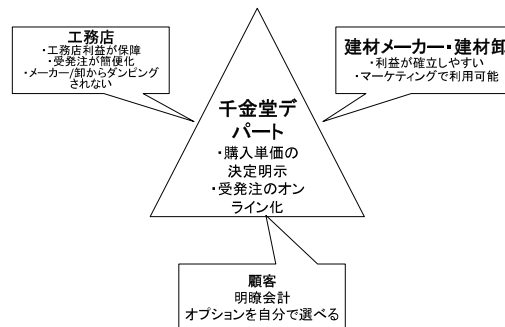 工務店
・工務店利益が保障
・受発注が簡便化
・メーカー/卸からダンピング
されない
建材メーカー・建材卸
・利益が確立しやすい
・マーケティングで利用可能
千金堂デ
パート
・購入単価の
決定明示
・受発注のオン
ライン化
顧客
明瞭会計
オプションを自分で選べる